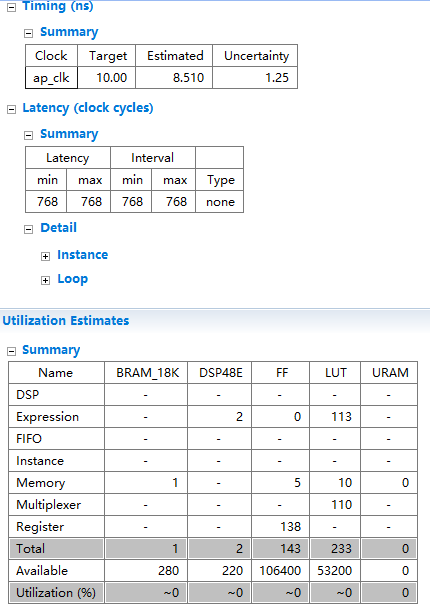 Timing (ns)
Summary
Clock Target Estimated Uncertainty
ap_clk 10.00 8.510 1.25
Latency (clock cycles)
Summary
Latency Interval
min max min max Type
768 768 768 768 none
Detail
Instance
Loop
Utilization Estimates
Summary
Name BRAM_18K DSP48E FF LUT URAM
DSP - - - - -
Expression - 2 0 113 -
FIFO - - - - -
Instance - - - - -
Memory 1 - 5 10 0
Multiplexer - - - 110 -
Register - - 138 - -
Total 1 2 143 233 0
Available 280 220 106400 53200 0
Utilization (%) ~0 ~0 ~0 ~0 0